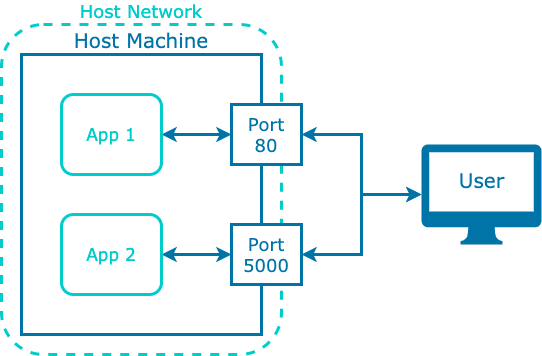 Host Network
Host Machine
App 1
Port
80
User
App 2
Port
5000